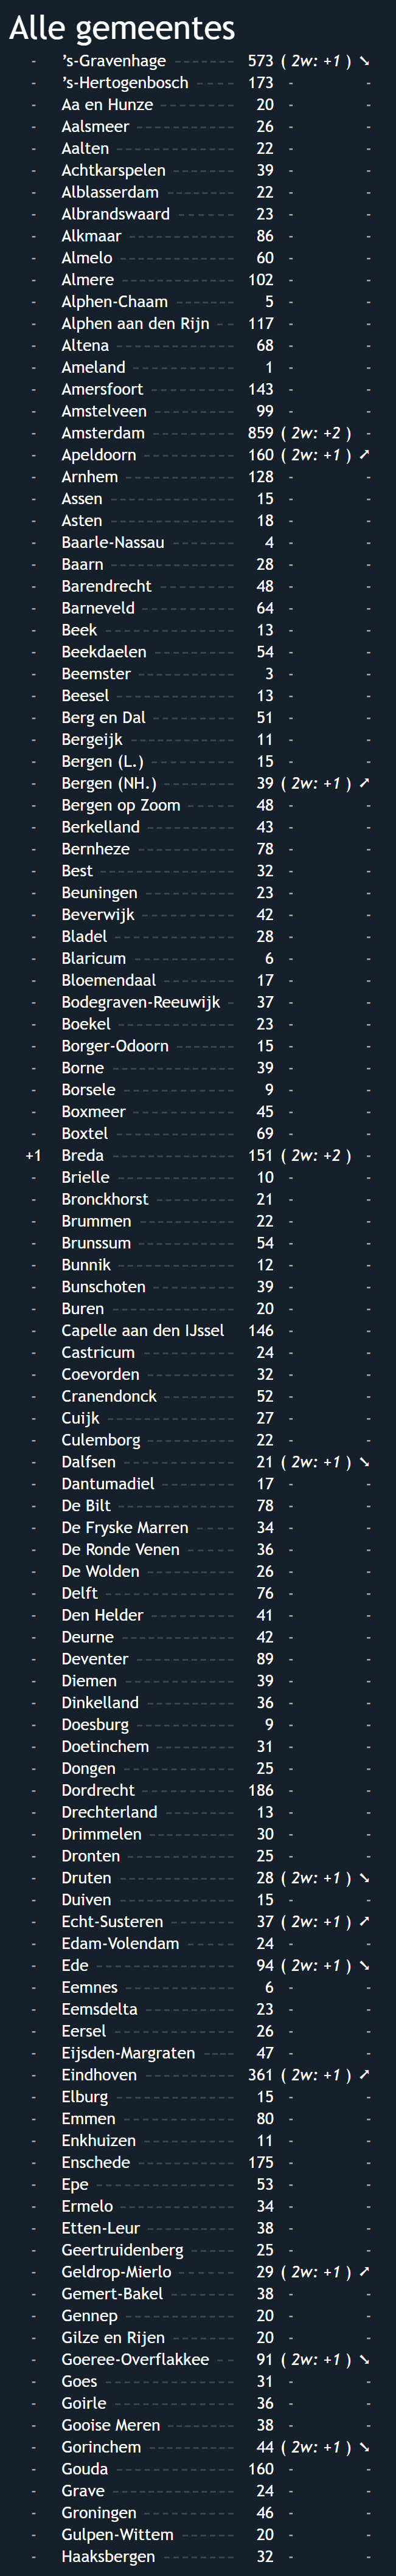 Alle gemeentes
- ’s-Gravenhage ------- 573 ( 2w: +1 ) ➘
- ’s-Hertogenbosch ---- 173 - -
- Aa en Hunze -------- 20 - -
- Aalsmeer ---------- 26 - -
- Aalten ------------ 22 - -
- Achtkarspelen ------- 39 - -
- Alblasserdam -------- 22 - -
- Albrandswaard ------- 23 - -
- Alkmaar ----------- 86 - -
- Almelo ------------ 60 - -
- Almere ------------ 102 - -
- Alphen-Chaam ------ 5 - -
- Alphen aan den Rijn -- 117 - -
- Altena ------------ 68 - -
- Ameland ---------- 1 - -
- Amersfoort --------- 143 - -
- Amstelveen --------- 99 - -
- Amsterdam --------- 859 ( 2w: +2 ) -
- Apeldoorn ---------- 160 ( 2w: +1 ) ➚
- Arnhem ----------- 128 - -
- Assen ------------- 15 - -
- Asten ------------- 18 - -
- Baarle-Nassau ------- 4 - -
- Baarn ------------- 28 - -
- Barendrecht -------- 48 - -
- Barneveld ---------- 64 - -
- Beek -------------- 13 - -
- Beekdaelen --------- 54 - -
- Beemster ---------- 3 - -
- Beesel ------------ 13 - -
- Berg en Dal --------- 51 - -
- Bergeijk ----------- 11 - -
- Bergen (L.) --------- 15 - -
- Bergen (NH.) -------- 39 ( 2w: +1 ) ➚
- Bergen op Zoom ----- 48 - -
- Berkelland ---------- 43 - -
- Bernheze ---------- 78 - -
- Best -------------- 32 - -
- Beuningen ---------- 23 - -
- Beverwijk ---------- 42 - -
- Bladel ------------ 28 - -
- Blaricum ----------- 6 - -
- Bloemendaal -------- 17 - -
- Bodegraven-Reeuwijk - 37 - -
- Boekel ------------ 23 - -
- Borger-Odoorn ------- 15 - -
- Borne ------------- 39 - -
- Borsele ------------ 9 - -
- Boxmeer ----------- 45 - -
- Boxtel ------------ 69 - -
+1 Breda ------------- 151 ( 2w: +2 ) -
- Brielle ------------ 10 - -
- Bronckhorst --------- 21 - -
- Brummen ---------- 22 - -
- Brunssum ---------- 54 - -
- Bunnik ------------ 12 - -
- Bunschoten --------- 39 - -
- Buren ------------- 20 - -
- Capelle aan den IJssel 146 - -
- Castricum ---------- 24 - -
- Coevorden ---------- 32 - -
- Cranendonck -------- 52 - -
- Cuijk ------------- 27 - -
- Culemborg ---------- 22 - -
- Dalfsen ------------ 21 ( 2w: +1 ) ➘
- Dantumadiel -------- 17 - -
- De Bilt ------------ 78 - -
- De Fryske Marren ---- 34 - -
- De Ronde Venen ----- 36 - -
- De Wolden ---------- 26 - -
- Delft ------------- 76 - -
- Den Helder --------- 41 - -
- Deurne ------------ 42 - -
- Deventer ----------- 89 - -
- Diemen ----------- 39 - -
- Dinkelland --------- 36 - -
- Doesburg ---------- 9 - -
- Doetinchem --------- 31 - -
- Dongen ------------ 25 - -
- Dordrecht ---------- 186 - -
- Drechterland -------- 13 - -
- Drimmelen --------- 30 - -
- Dronten ----------- 25 - -
- Druten ------------ 28 ( 2w: +1 ) ➘
- Duiven ------------ 15 - -
- Echt-Susteren ------- 37 ( 2w: +1 ) ➚
- Edam-Volendam ----- 24 - -
- Ede -------------- 94 ( 2w: +1 ) ➘
- Eemnes ----------- 6 - -
- Eemsdelta ---------- 23 - -
- Eersel ------------ 26 - -
- Eijsden-Margraten ---- 47 - -
- Eindhoven ---------- 361 ( 2w: +1 ) ➚
- Elburg ------------ 15 - -
- Emmen ------------ 80 - -
- Enkhuizen ---------- 11 - -
- Enschede ---------- 175 - -
- Epe -------------- 53 - -
- Ermelo ------------ 34 - -
- Etten-Leur ---------- 38 - -
- Geertruidenberg ----- 25 - -
- Geldrop-Mierlo ------- 29 ( 2w: +1 ) ➚
- Gemert-Bakel ------- 38 - -
- Gennep ----------- 20 - -
- Gilze en Rijen ------- 20 - -
- Goeree-Overflakkee -- 91 ( 2w: +1 ) ➘
- Goes ------------- 31 - -
- Goirle ------------ 36 - -
- Gooise Meren ------- 38 - -
- Gorinchem ---------- 44 ( 2w: +1 ) ➘
- Gouda ------------ 160 - -
- Grave ------------- 24 - -
- Groningen ---------- 46 - -
- Gulpen-Wittem ------ 20 - -
- Haaksbergen -------- 32 - -